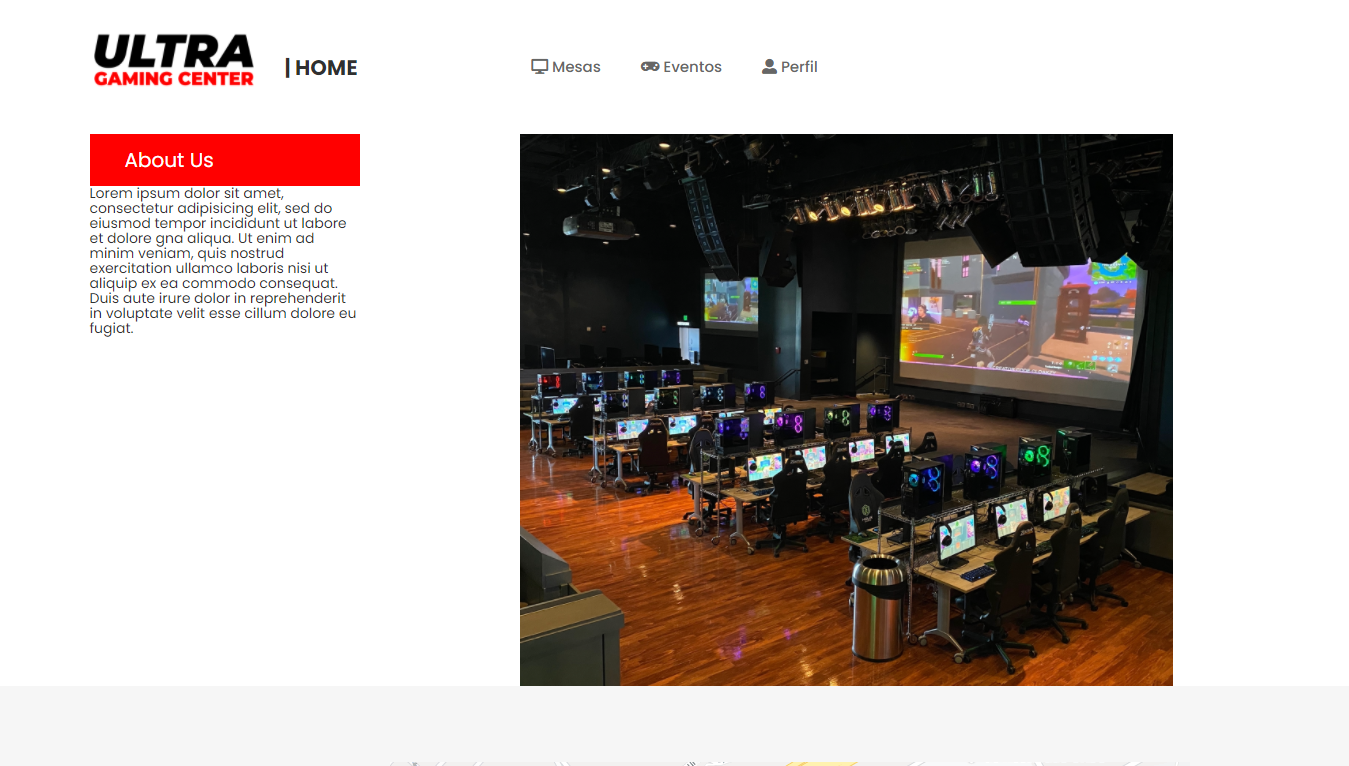 ULTRA
GAMING CENTER
| HOME
Mesas
Eventos
Perfil
About Us
Lorem ipsum dolor sit amet,
consectetur adipisicing elit, sed do
eiusmod tempor incididunt ut labore
et dolore gna aliqua. Ut enim ad
minim veniam, quis nostrud
exercitation ullamco laboris nisi ut
aliquip ex ea commodo consequat.
Duis aute irure dolor in reprehenderit
in voluptate velit esse cillum dolore eu
fugiat.